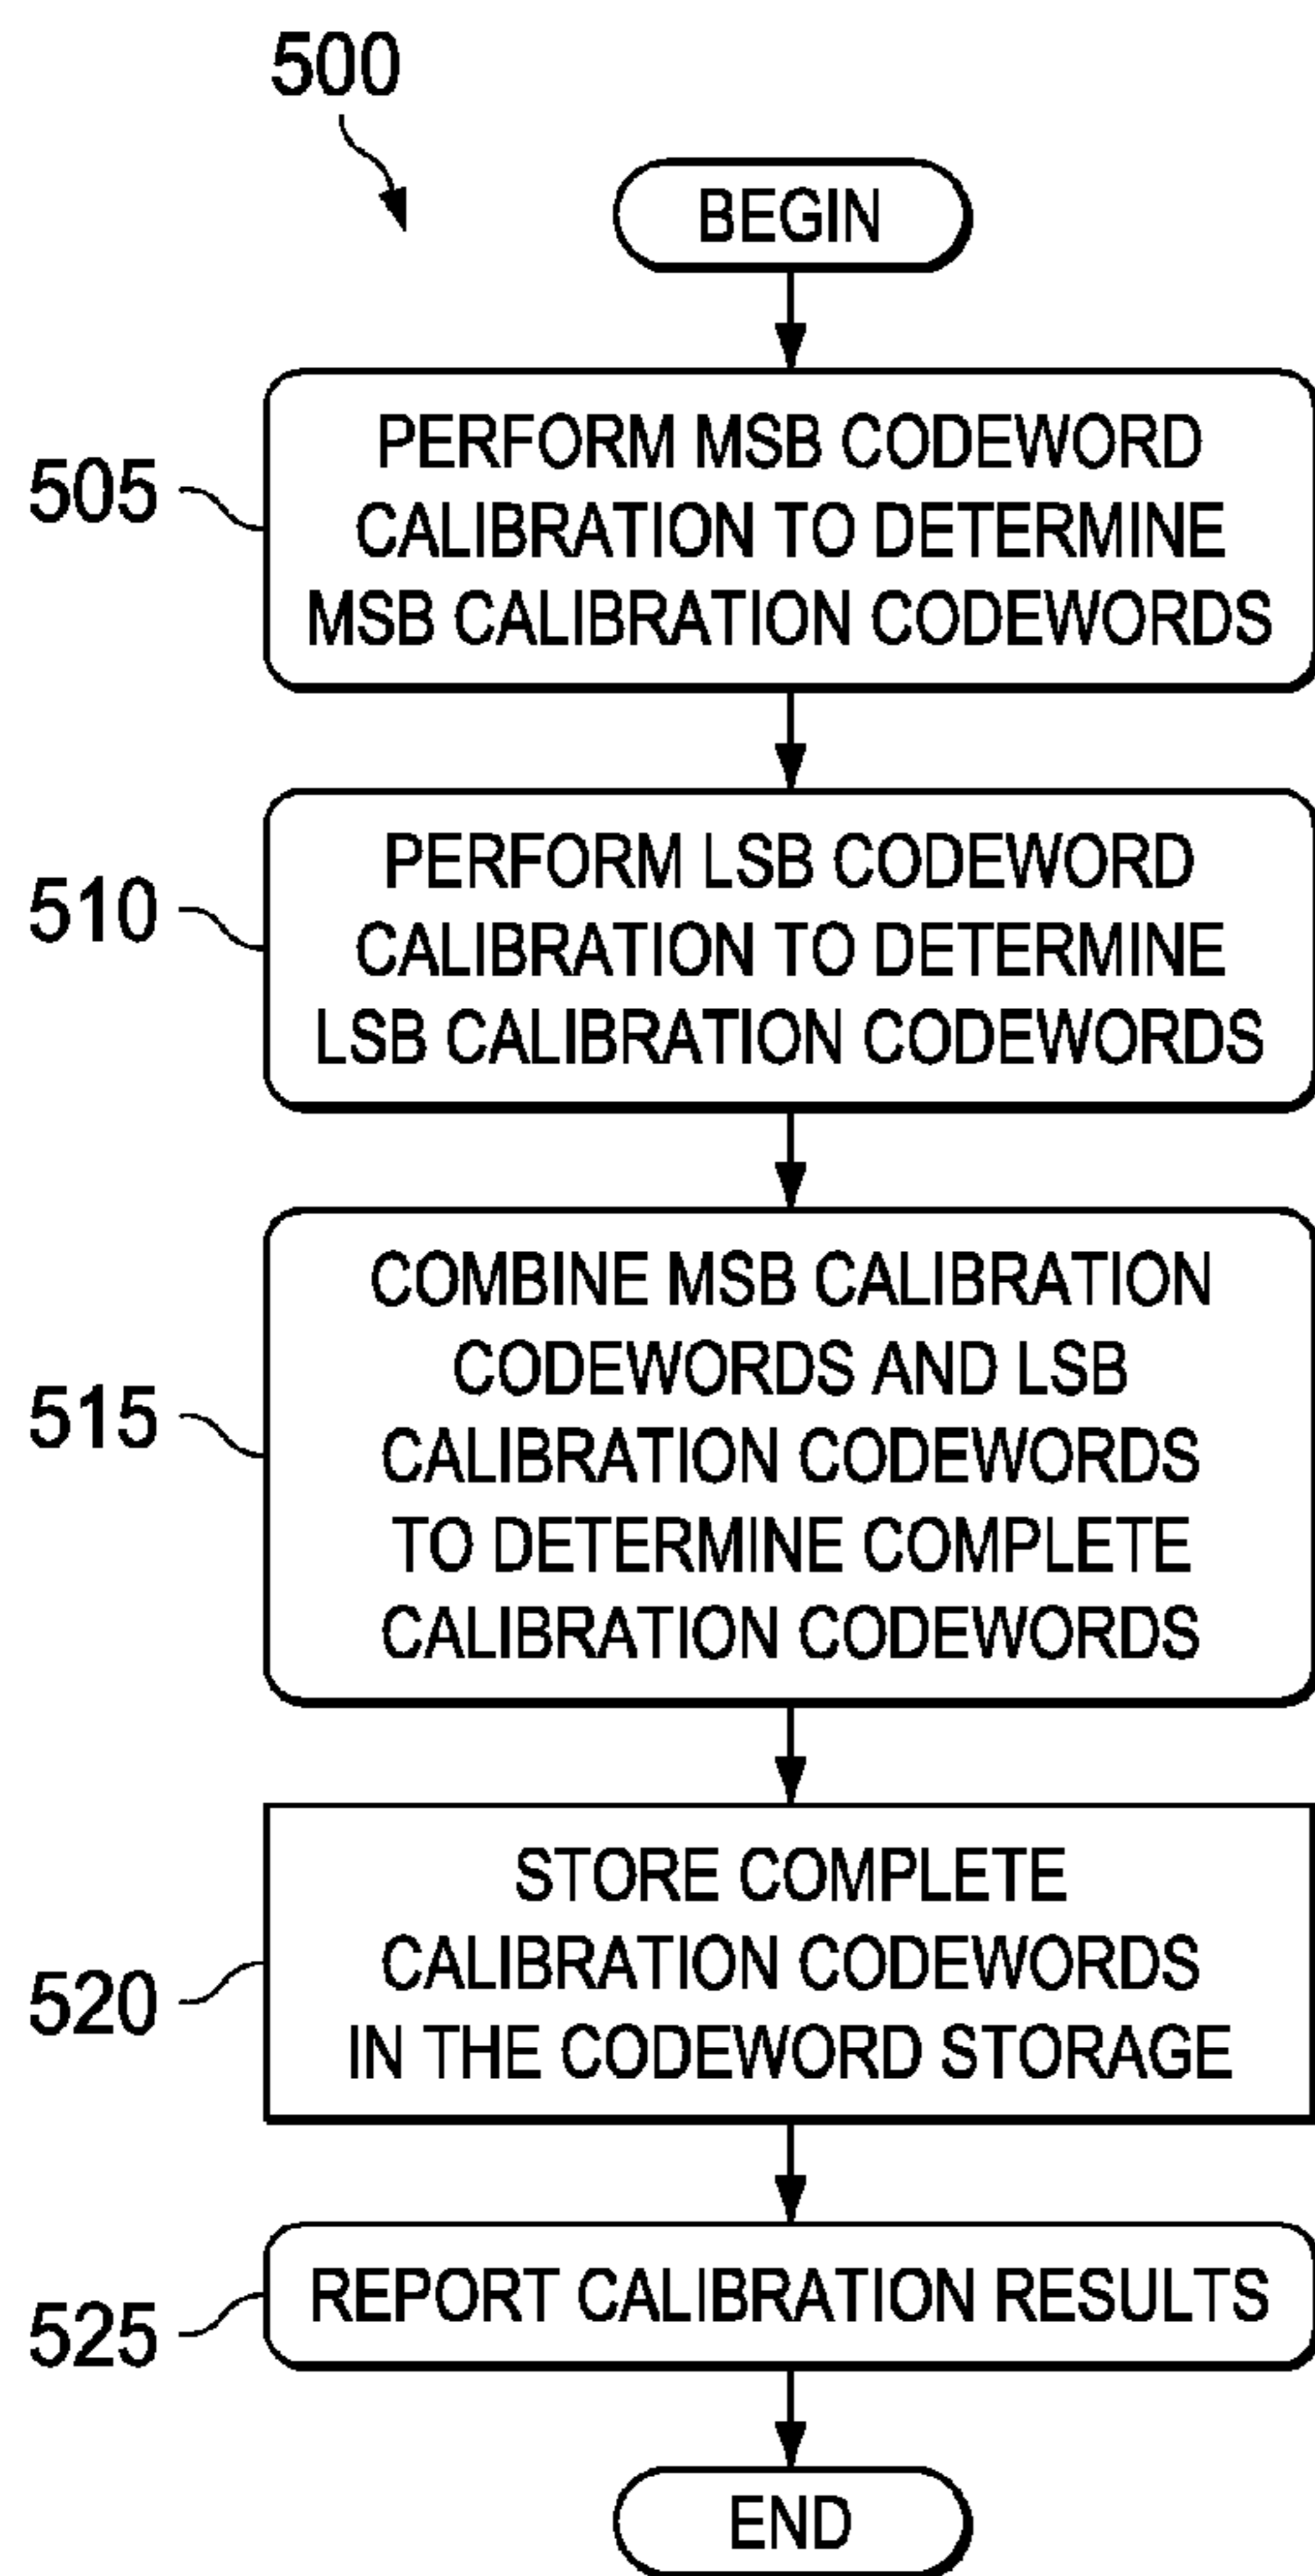 500
BEGIN
505
PERFORM MSB CODEWORD
CALIBRATION TO DETERMINE
MSB CALIBRATION CODEWORDS
510
PERFORM LSB CODEWORD
CALIBRATION TO DETERMINE
LSB CALIBRATION CODEWORDS
515
COMBINE MSB CALIBRATION
CODEWORDS AND LSB
CALIBRATION CODEWORDS
TO DETERMINE COMPLETE
CALIBRATION CODEWORDS
520
STORE COMPLETE
CALIBRATION CODEWORDS
IN THE CODEWORD STORAGE
525
REPORT CALIBRATION RESULTS
END